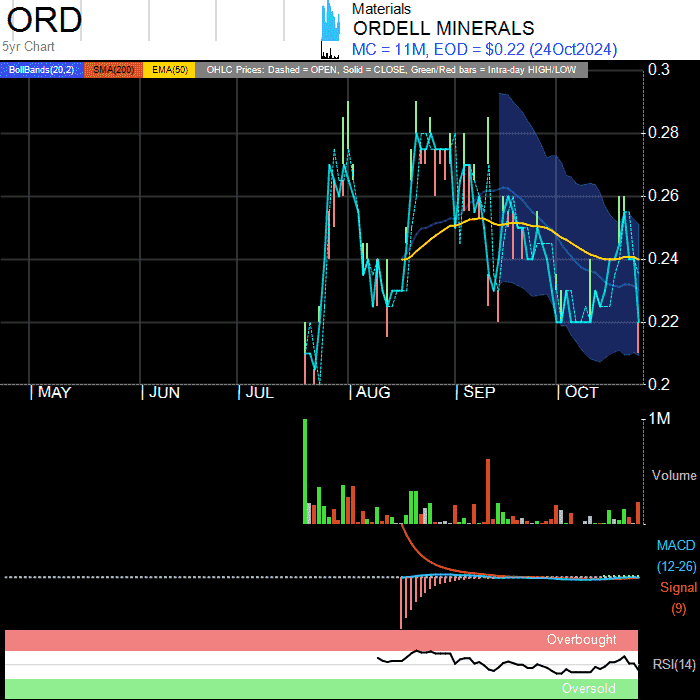 ORD
5yr Chart
Materials
ORDELL MINERALS
MC = 11M, EOD = $0.22 (24Oct2024)
BollBands(20,2) SMA(200) EMA(50) OHLC Prices: Dashed = OPEN, Solid = CLOSE, Green/Red bars = Intra-day HIGH/LOW
0.3
0.28
0.26
0.24
0.22
0.2
MAY JUN JUL AUG SEP OCT
1M
Volume
MACD
(12-26)
Signal
(9)
Overbought
RSI(14)
Oversold